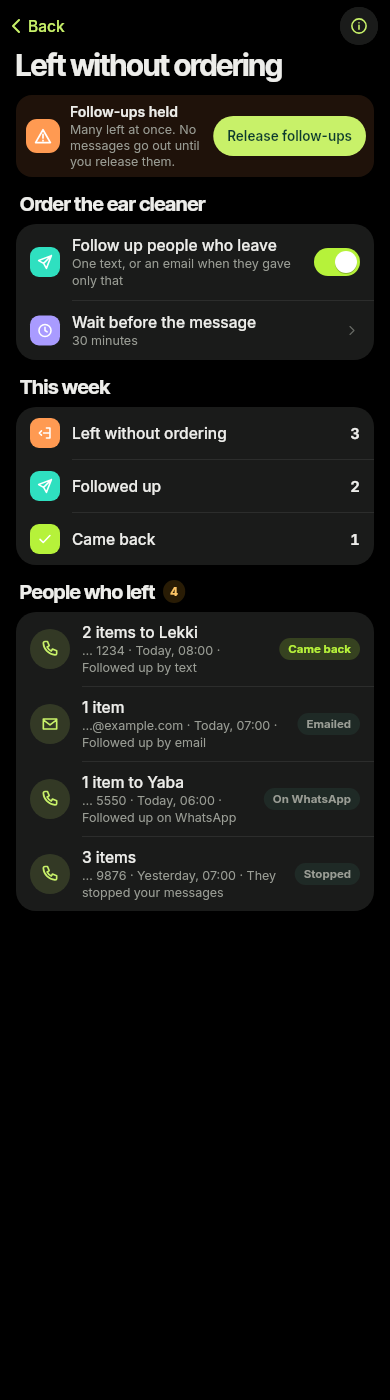 Back
Left without ordering
Follow-ups held
Many left at once. No
messages go out until
you release them.
Release follow-ups
Order the ear cleaner
Follow up people who leave
One text, or an email when they gave
only that
Wait before the message
30 minutes
This week
Left without ordering 3
Followed up 2
Came back 1
People who left 4
2 items to Lekki
... 1234 · Today, 08:00 ·
Followed up by text
Came back
1 item
...@example.com · Today, 07:00 ·
Followed up by email
Emailed
1 item to Yaba
... 5550 · Today, 06:00 ·
Followed up on WhatsApp
On WhatsApp
3 items
... 9876 · Yesterday, 07:00 · They
stopped your messages
Stopped